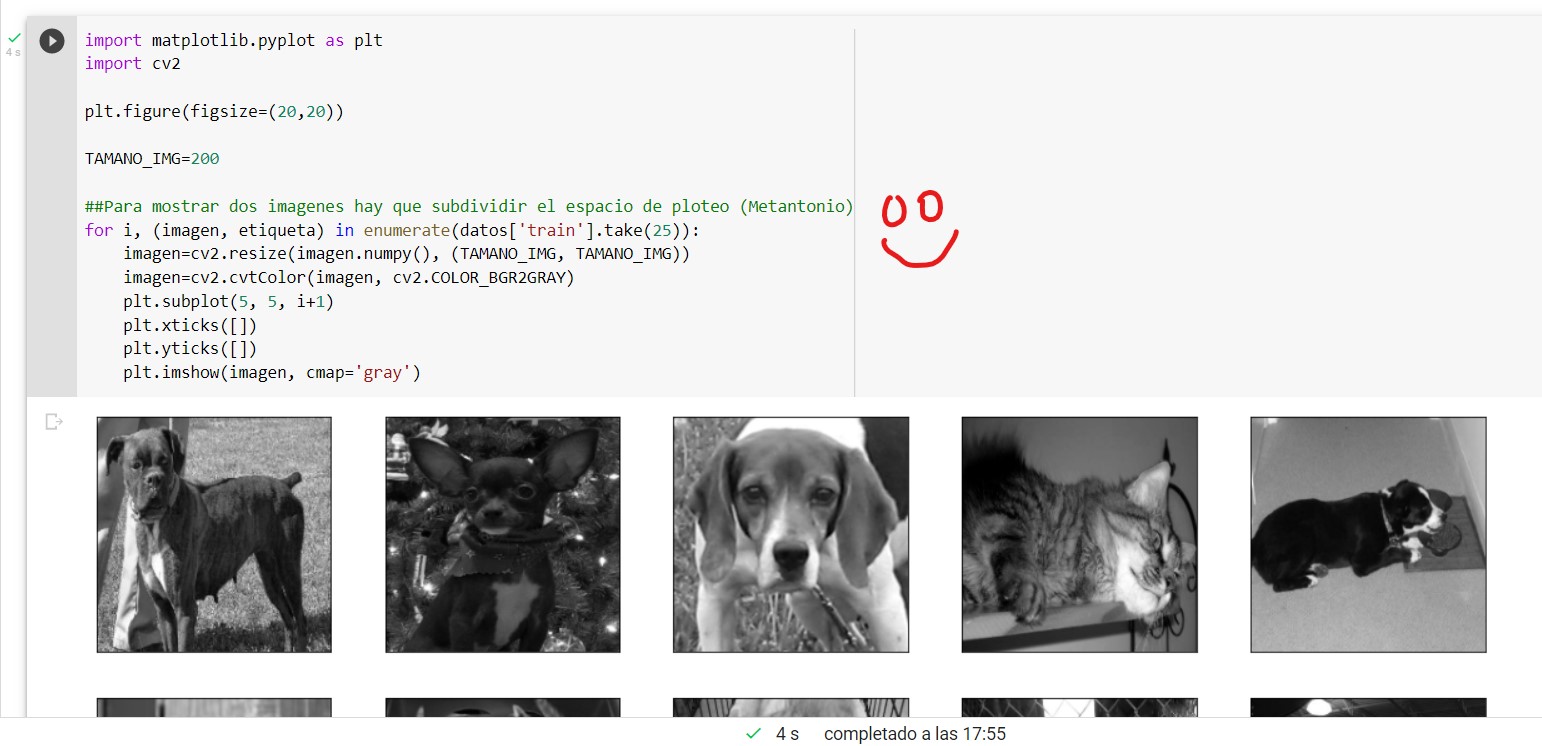 4 s
import matplotlib.pyplot as plt
import cv2
plt.figure(figsize=(20,20))
TAMANO_IMG=200
##Para mostrar dos imagenes hay que subdividir el espacio de ploteo (Metantonio)
for i, (imagen, etiqueta) in enumerate(datos['train'].take(25)):
    imagen=cv2.resize(imagen.numpy(), (TAMANO_IMG, TAMANO_IMG))
    imagen=cv2.cvtColor(imagen, cv2.COLOR_BGR2GRAY)
    plt.subplot(5, 5, i+1)
    plt.xticks([])
    plt.yticks([])
    plt.imshow(imagen, cmap='gray')
4 s completado a las 17:55